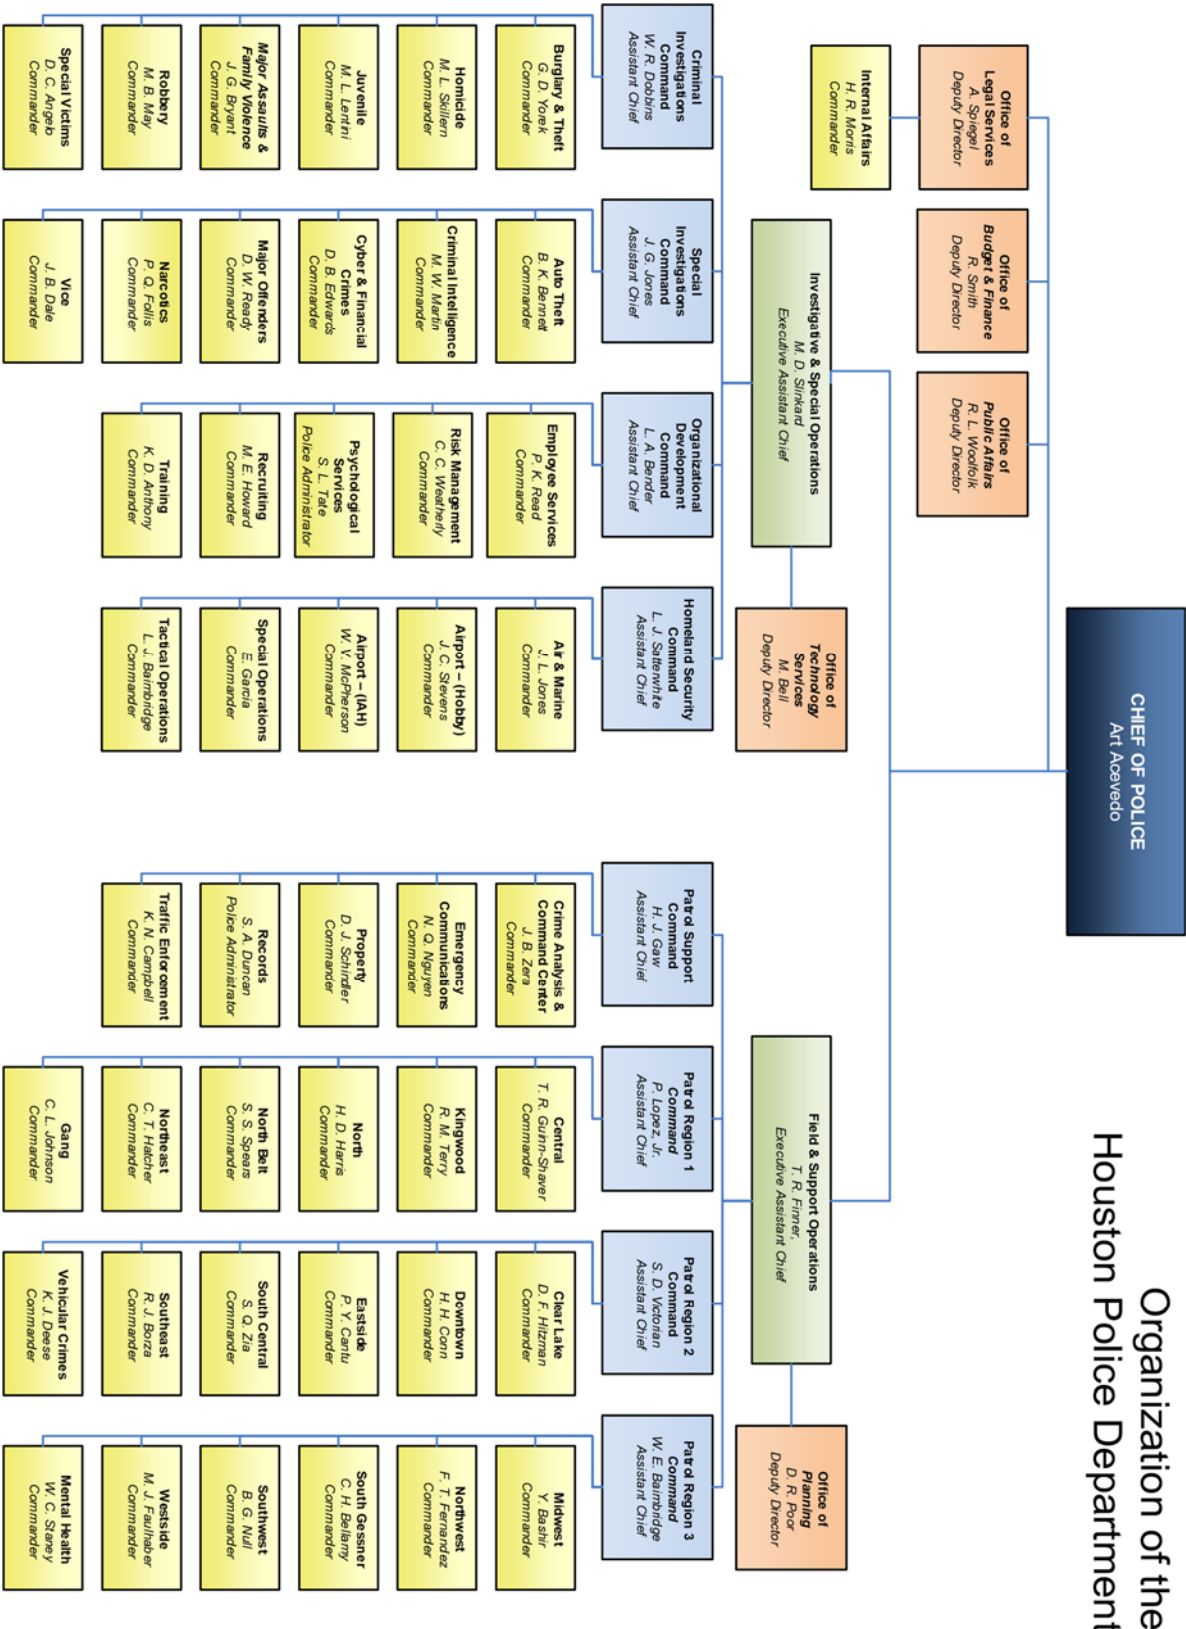 Organization of the
Houston Police Department
CHIEF OF POLICE
Art Acevedo
Office of
Legal Services
A. Spiegel
Deputy Director
Office of
Budget & Finance
R. Smith
Deputy Director
Office of
Public Affairs
R. L. Woolfolk
Deputy Director
Internal Affairs
H. R. Morris
Commander
Investigative & Special Operations
M. D. Slinkard
Executive Assistant Chief
Office of
Technology
Services
M. Bell
Deputy Director
Field & Support Operations
T. R. Finner,
Executive Assistant Chief
Office of
Planning
D. R. Poor
Deputy Director
Criminal
Investigations
Command
W. R. Dobbins
Assistant Chief
Burglary & Theft
G. D. Yorek
Commander
Homicide
M. L. Skillern
Commander
Juvenile
M. L. Lentini
Commander
Major Assaults &
Family Violence
J. G. Bryant
Commander
Robbery
M. B. May
Commander
Special Victims
D. C. Angelo
Commander
Special
Investigations
Command
J. G. Jones
Assistant Chief
Auto Theft
B. K. Bennett
Commander
Criminal Intelligence
M. W. Martin
Commander
Cyber & Financial
Crimes
D. B. Edwards
Commander
Major Offenders
D. W. Ready
Commander
Narcotics
P. Q. Follis
Commander
Vice
J. B. Dale
Commander
Organizational
Development
Command
L. A. Bender
Assistant Chief
Employee Services
P. K. Read
Commander
Risk Management
C. C. Weatherly
Commander
Psychological
Services
S. L. Tate
Police Administrator
Recruiting
M. E. Howard
Commander
Training
K. D. Anthony
Commander
Homeland Security
Command
L. J. Satterwhite
Assistant Chief
Air & Marine
J. L. Jones
Commander
Airport – (Hobby)
J. C. Stevens
Commander
Airport – (IAH)
W. V. McPherson
Commander
Special Operations
E. Garcia
Commander
Tactical Operations
L. J. Baimbridge
Commander
Patrol Support
Command
H. J. Gaw
Assistant Chief
Crime Analysis &
Command Center
J. B. Zera
Commander
Emergency
Communications
N. Q. Nguyen
Commander
Property
D. J. Schindler
Commander
Records
S. A. Duncan
Police Administrator
Traffic Enforcement
K. N. Campbell
Commander
Patrol Region 1
Command
P. Lopez, Jr.
Assistant Chief
Central
T. R. Guinn-Shaver
Commander
Kingwood
R. M. Terry
Commander
North
H. D. Harris
Commander
North Belt
S. S. Spears
Commander
Northeast
C. T. Hatcher
Commander
Gang
C. L. Johnson
Commander
Patrol Region 2
Command
S. D. Victorian
Assistant Chief
Clear Lake
D. F. Hitzman
Commander
Downtown
H. H. Conn
Commander
Eastside
P. Y. Cantu
Commander
South Central
S. Q. Zia
Commander
Southeast
R. J. Borza
Commander
Vehicular Crimes
K. J. Deese
Commander
Patrol Region 3
Command
W. E. Baimbridge
Assistant Chief
Midwest
Y. Bashir
Commander
Northwest
F. T. Fernandez
Commander
South Gessner
C. H. Bellamy
Commander
Southwest
B. G. Null
Commander
Westside
M. J. Faulhaber
Commander
Mental Health
W. C. Staney
Commander